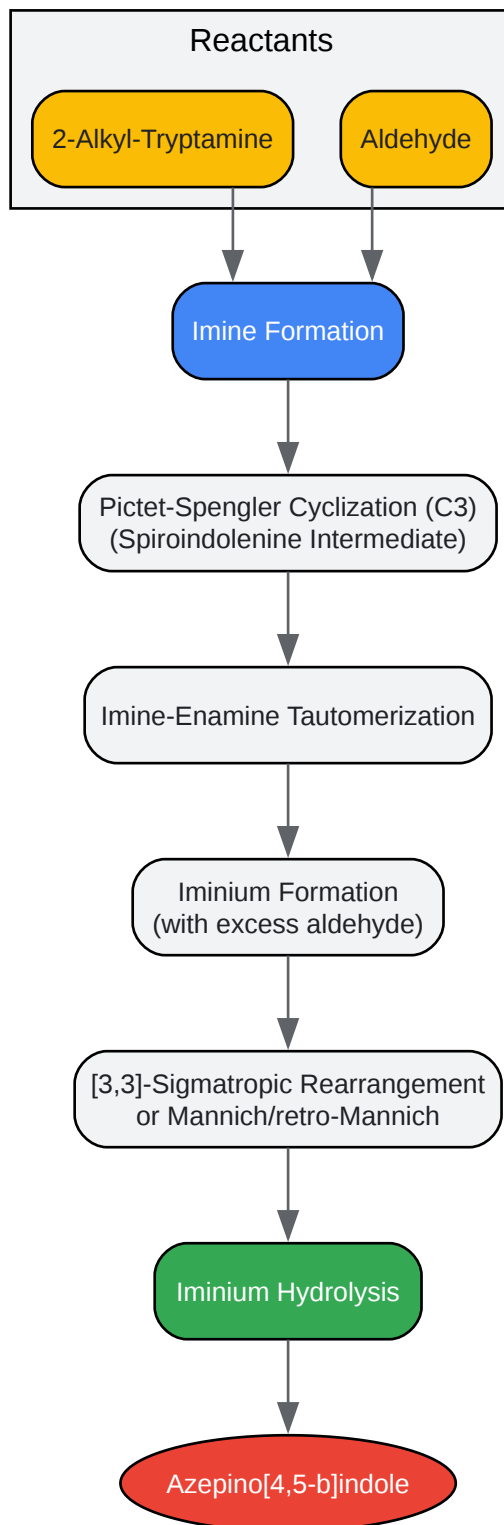 Reactants
2-Alkyl-Tryptamine
Aldehyde
Imine Formation
Pictet-Spengler Cyclization (C3)
(Spiroindolenine Intermediate)
Imine-Enamine Tautomerization
Iminium Formation
(with excess aldehyde)
[3,3]-Sigmatropic Rearrangement
or Mannich/retro-Mannich
Iminium Hydrolysis
Azepino[4,5-b]indole